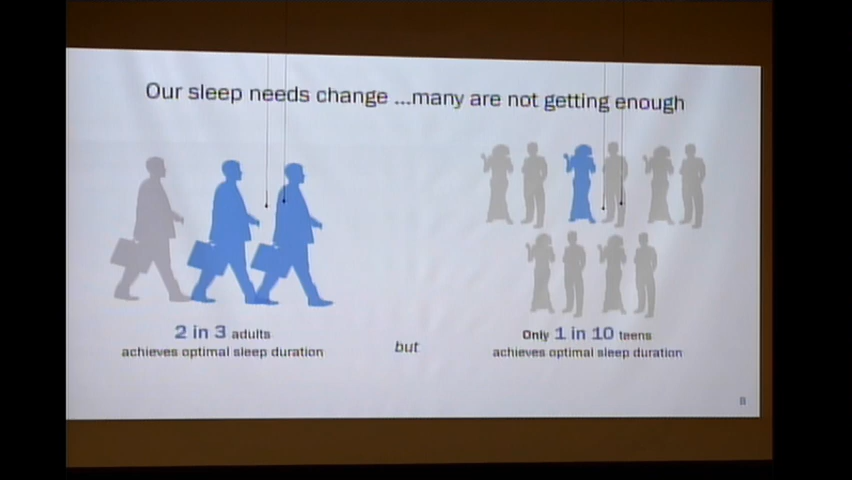 Our sleep needs change ...many are not getting enough
2 in 3 adults
achieves optimal sleep duration
but
Only 1 in 10 teens
achieves optimal sleep duration
8